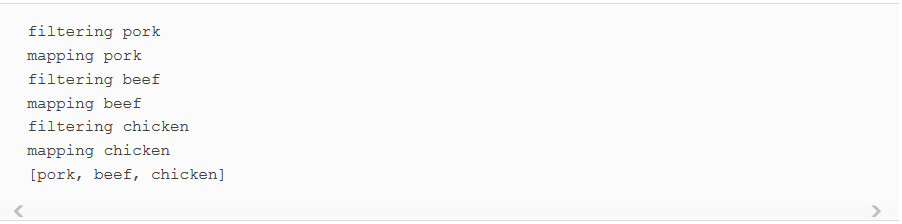 filtering pork
mapping pork
filtering beef
mapping beef
filtering chicken
mapping chicken
[pork, beef, chicken]